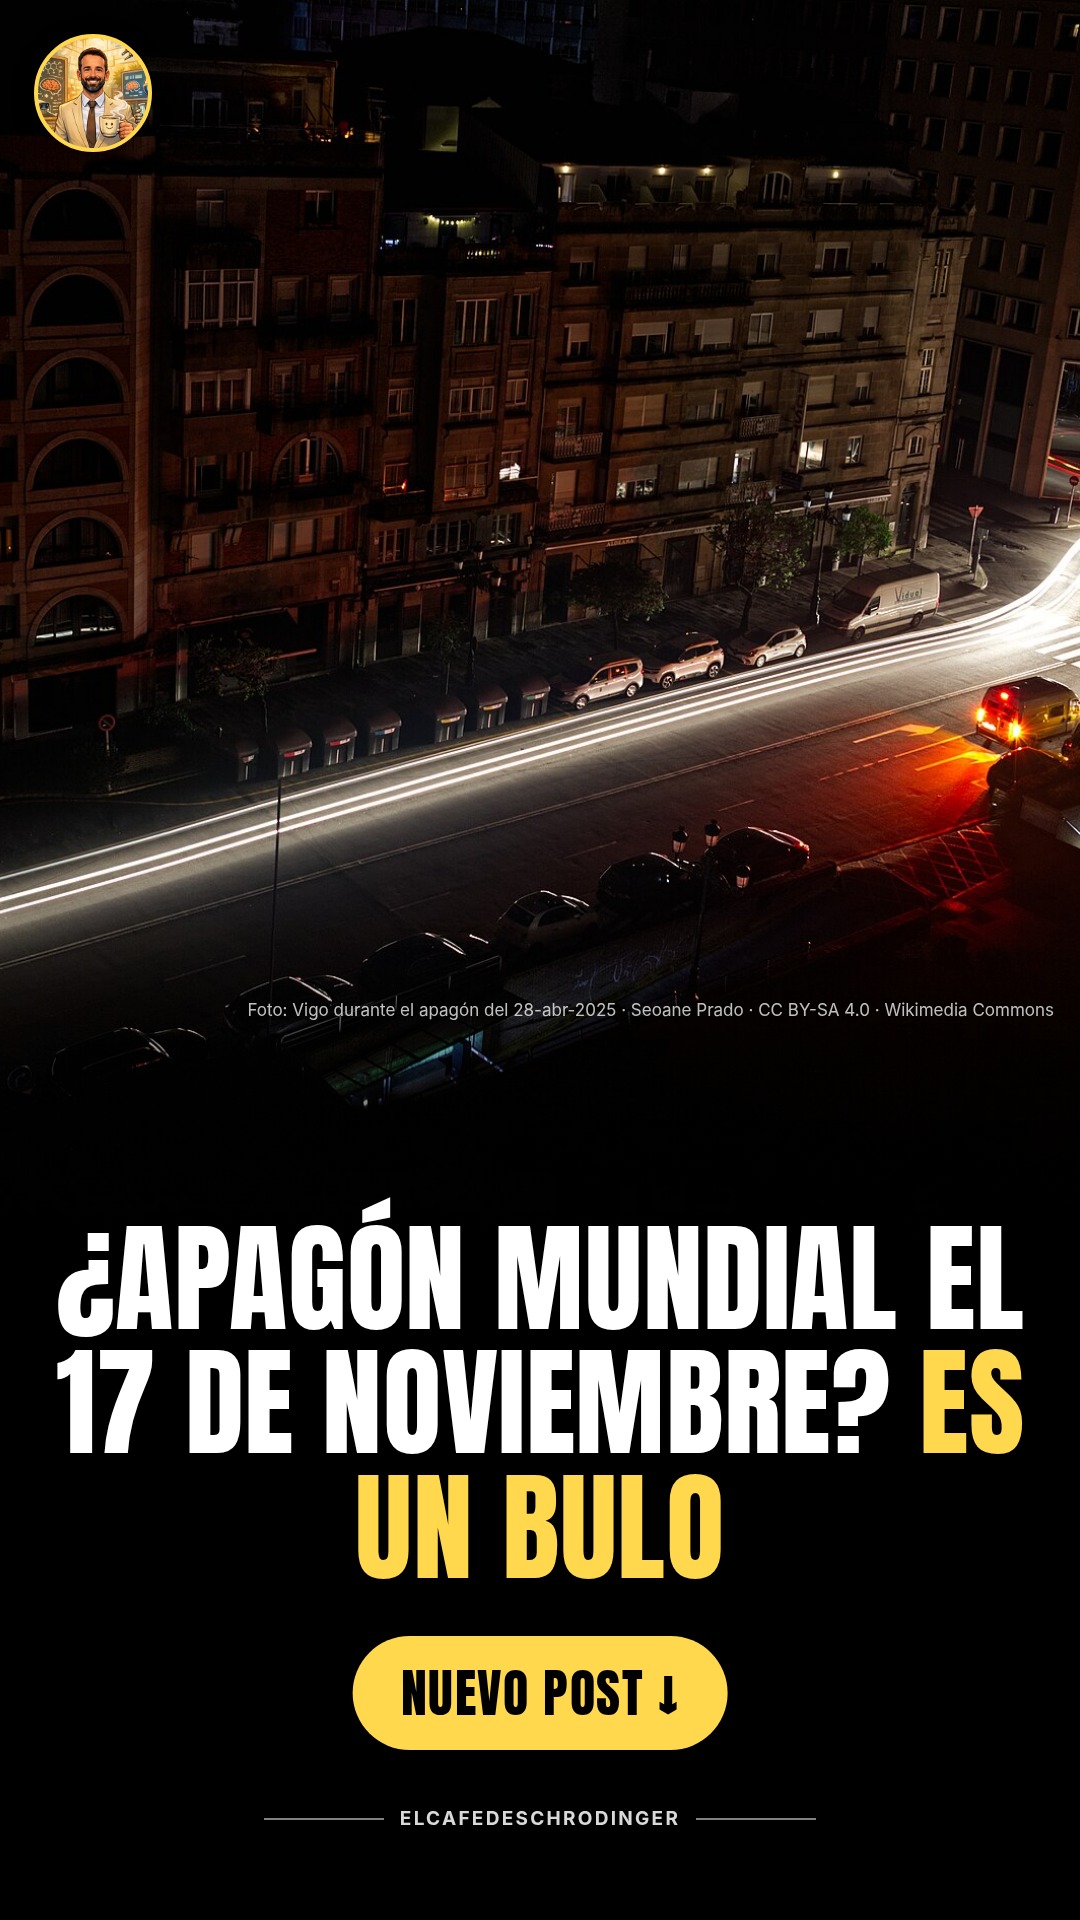 Foto: Vigo durante el apagón del 28-abr-2025 · Seoane Prado · CC BY-SA 4.0 · Wikimedia Commons
¿APAGÓN MUNDIAL EL
17 DE NOVIEMBRE? ES
UN BULO
NUEVO POST ↓
ELCAFEDESCHRODINGER